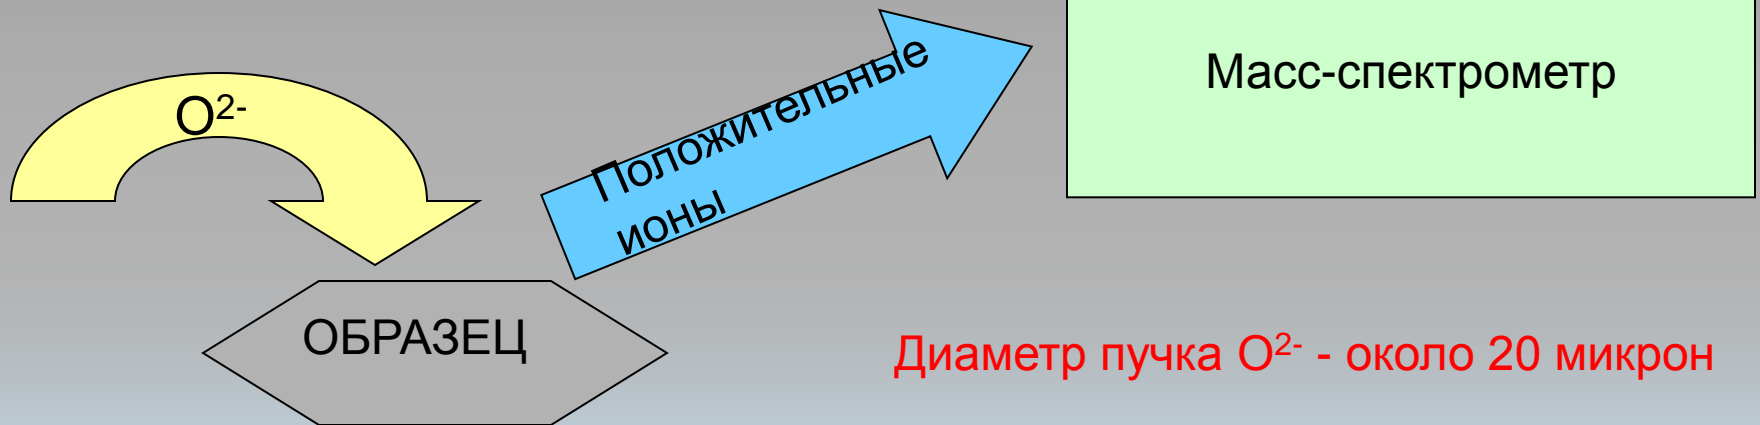 O²⁻
Положительные
ионы
Масс-спектрометр
ОБРАЗЕЦ
Диаметр пучка O²⁻ - около 20 микрон